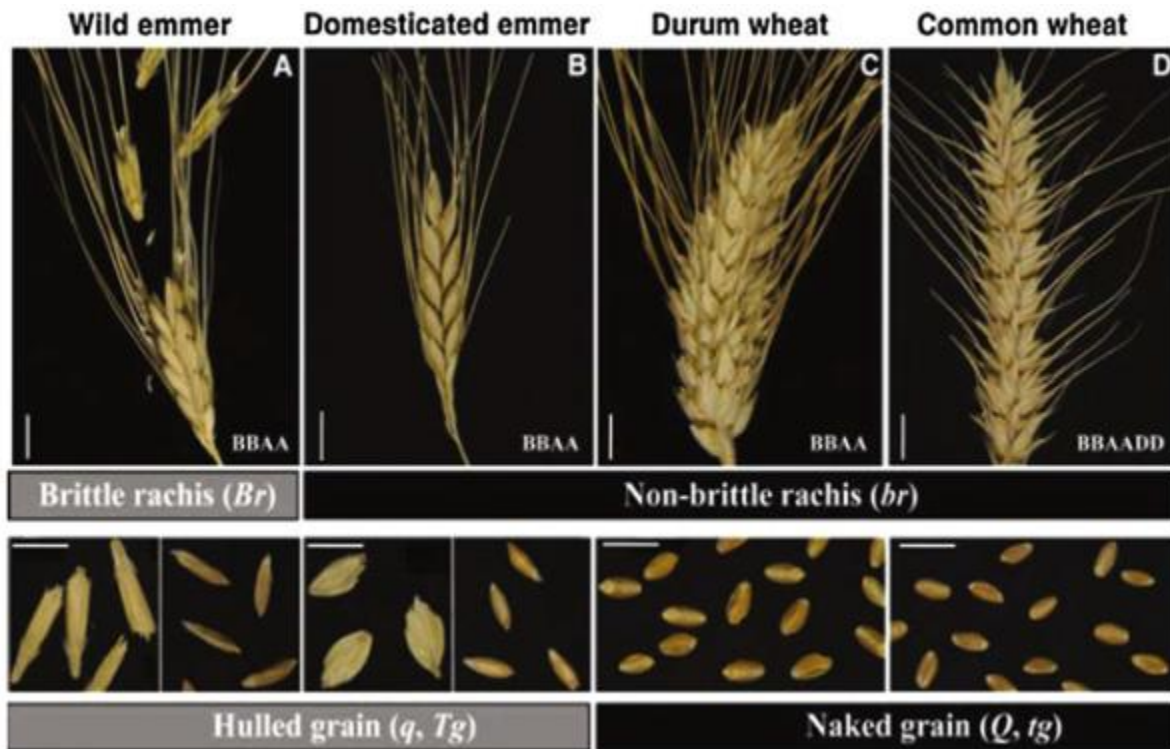 Wild emmer
Domesticated emmer
Durum wheat
Common wheat
A
B
C
D
BBAA
BBAA
BBAA
BBAADD
Brittle rachis (Br)
Non-brittle rachis (br)
Hulled grain (q, Tg)
Naked grain (Q, tg)